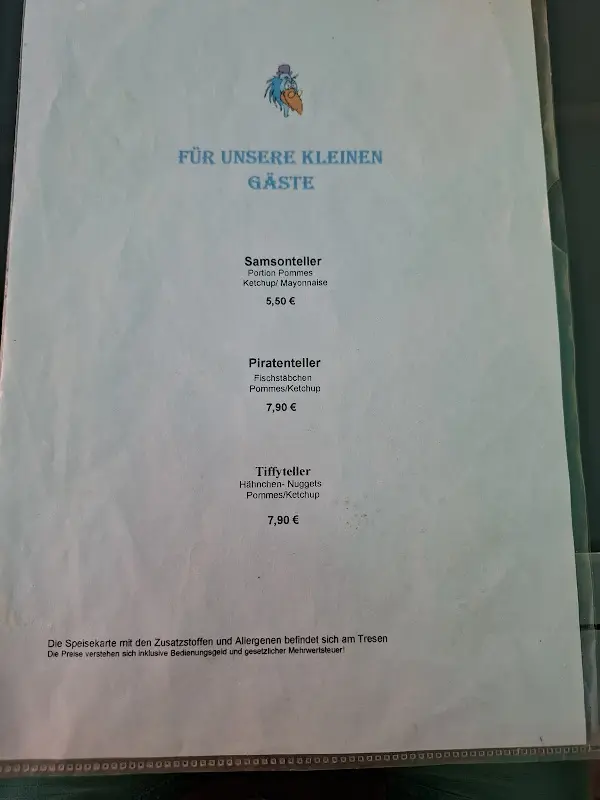 FÜR UNSERE KLEINEN
GÄSTE
Samsonteller
Portion Pommes
Ketchup/ Mayonnaise
5,50 €
Piratenteller
Fischstäbchen
Pommes/Ketchup
7,90 €
Tiffyteller
Hähnchen- Nuggets
Pommes/Ketchup
7,90 €
Die Speisekarte mit den Zusatzstoffen und Allergenen befindet sich am Tresen
Die Preise verstehen sich inklusive Bedienungsgeld und gesetzlicher Mehrwertsteuer!